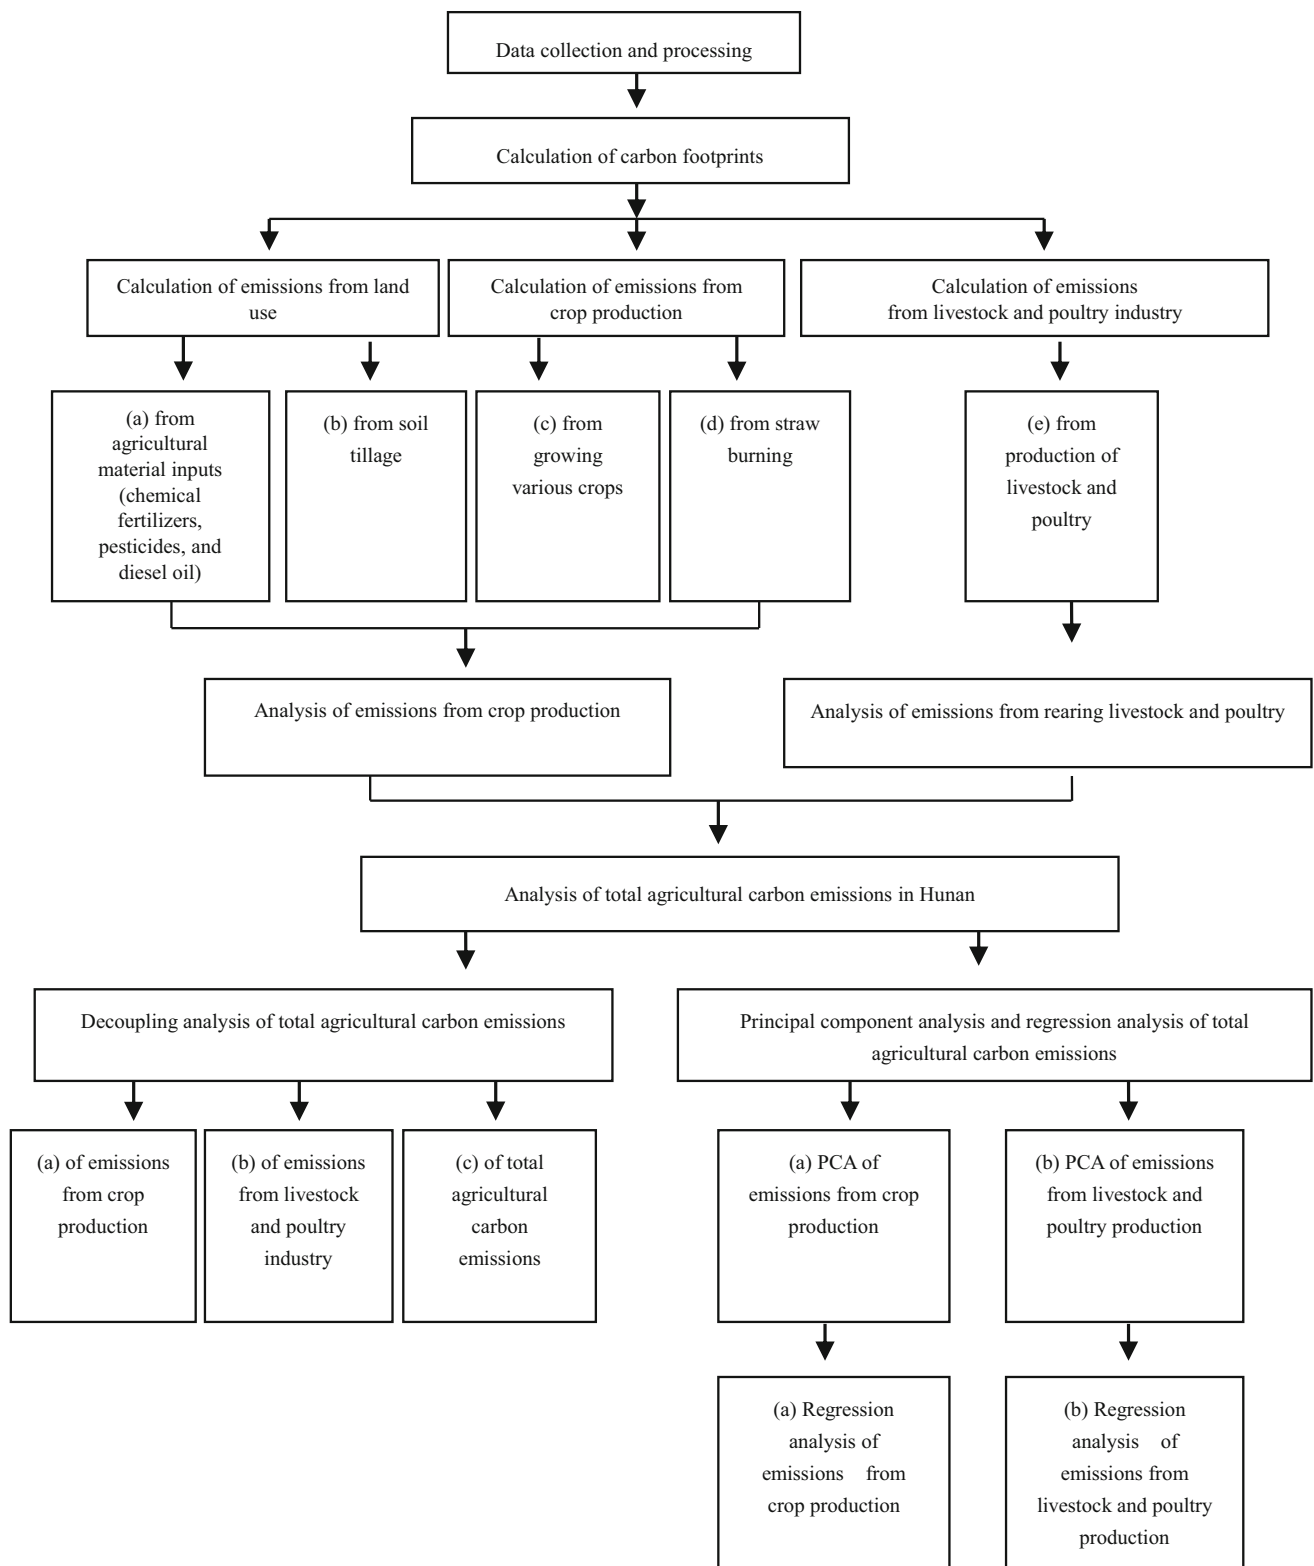 Data collection and processing
Calculation of carbon footprints
Calculation of emissions from land
use
Calculation of emissions from
crop production
Calculation of emissions
from livestock and poultry industry
(a) from
agricultural
material inputs
(chemical
fertilizers,
pesticides, and
diesel oil)
(b) from soil
tillage
(c) from
growing
various crops
(d) from straw
burning
(e) from
production of
livestock and
poultry
Analysis of emissions from crop production
Analysis of emissions from rearing livestock and poultry
Analysis of total agricultural carbon emissions in Hunan
Decoupling analysis of total agricultural carbon emissions
Principal component analysis and regression analysis of total
agricultural carbon emissions
(a) of emissions
from crop
production
(b) of emissions
from livestock
and poultry
industry
(c) of total
agricultural
carbon
emissions
(a) PCA of
emissions from crop
production
(b) PCA of emissions
from livestock and
poultry production
(a) Regression
analysis of
emissions from
crop production
(b) Regression
analysis of
emissions from
livestock and poultry
production